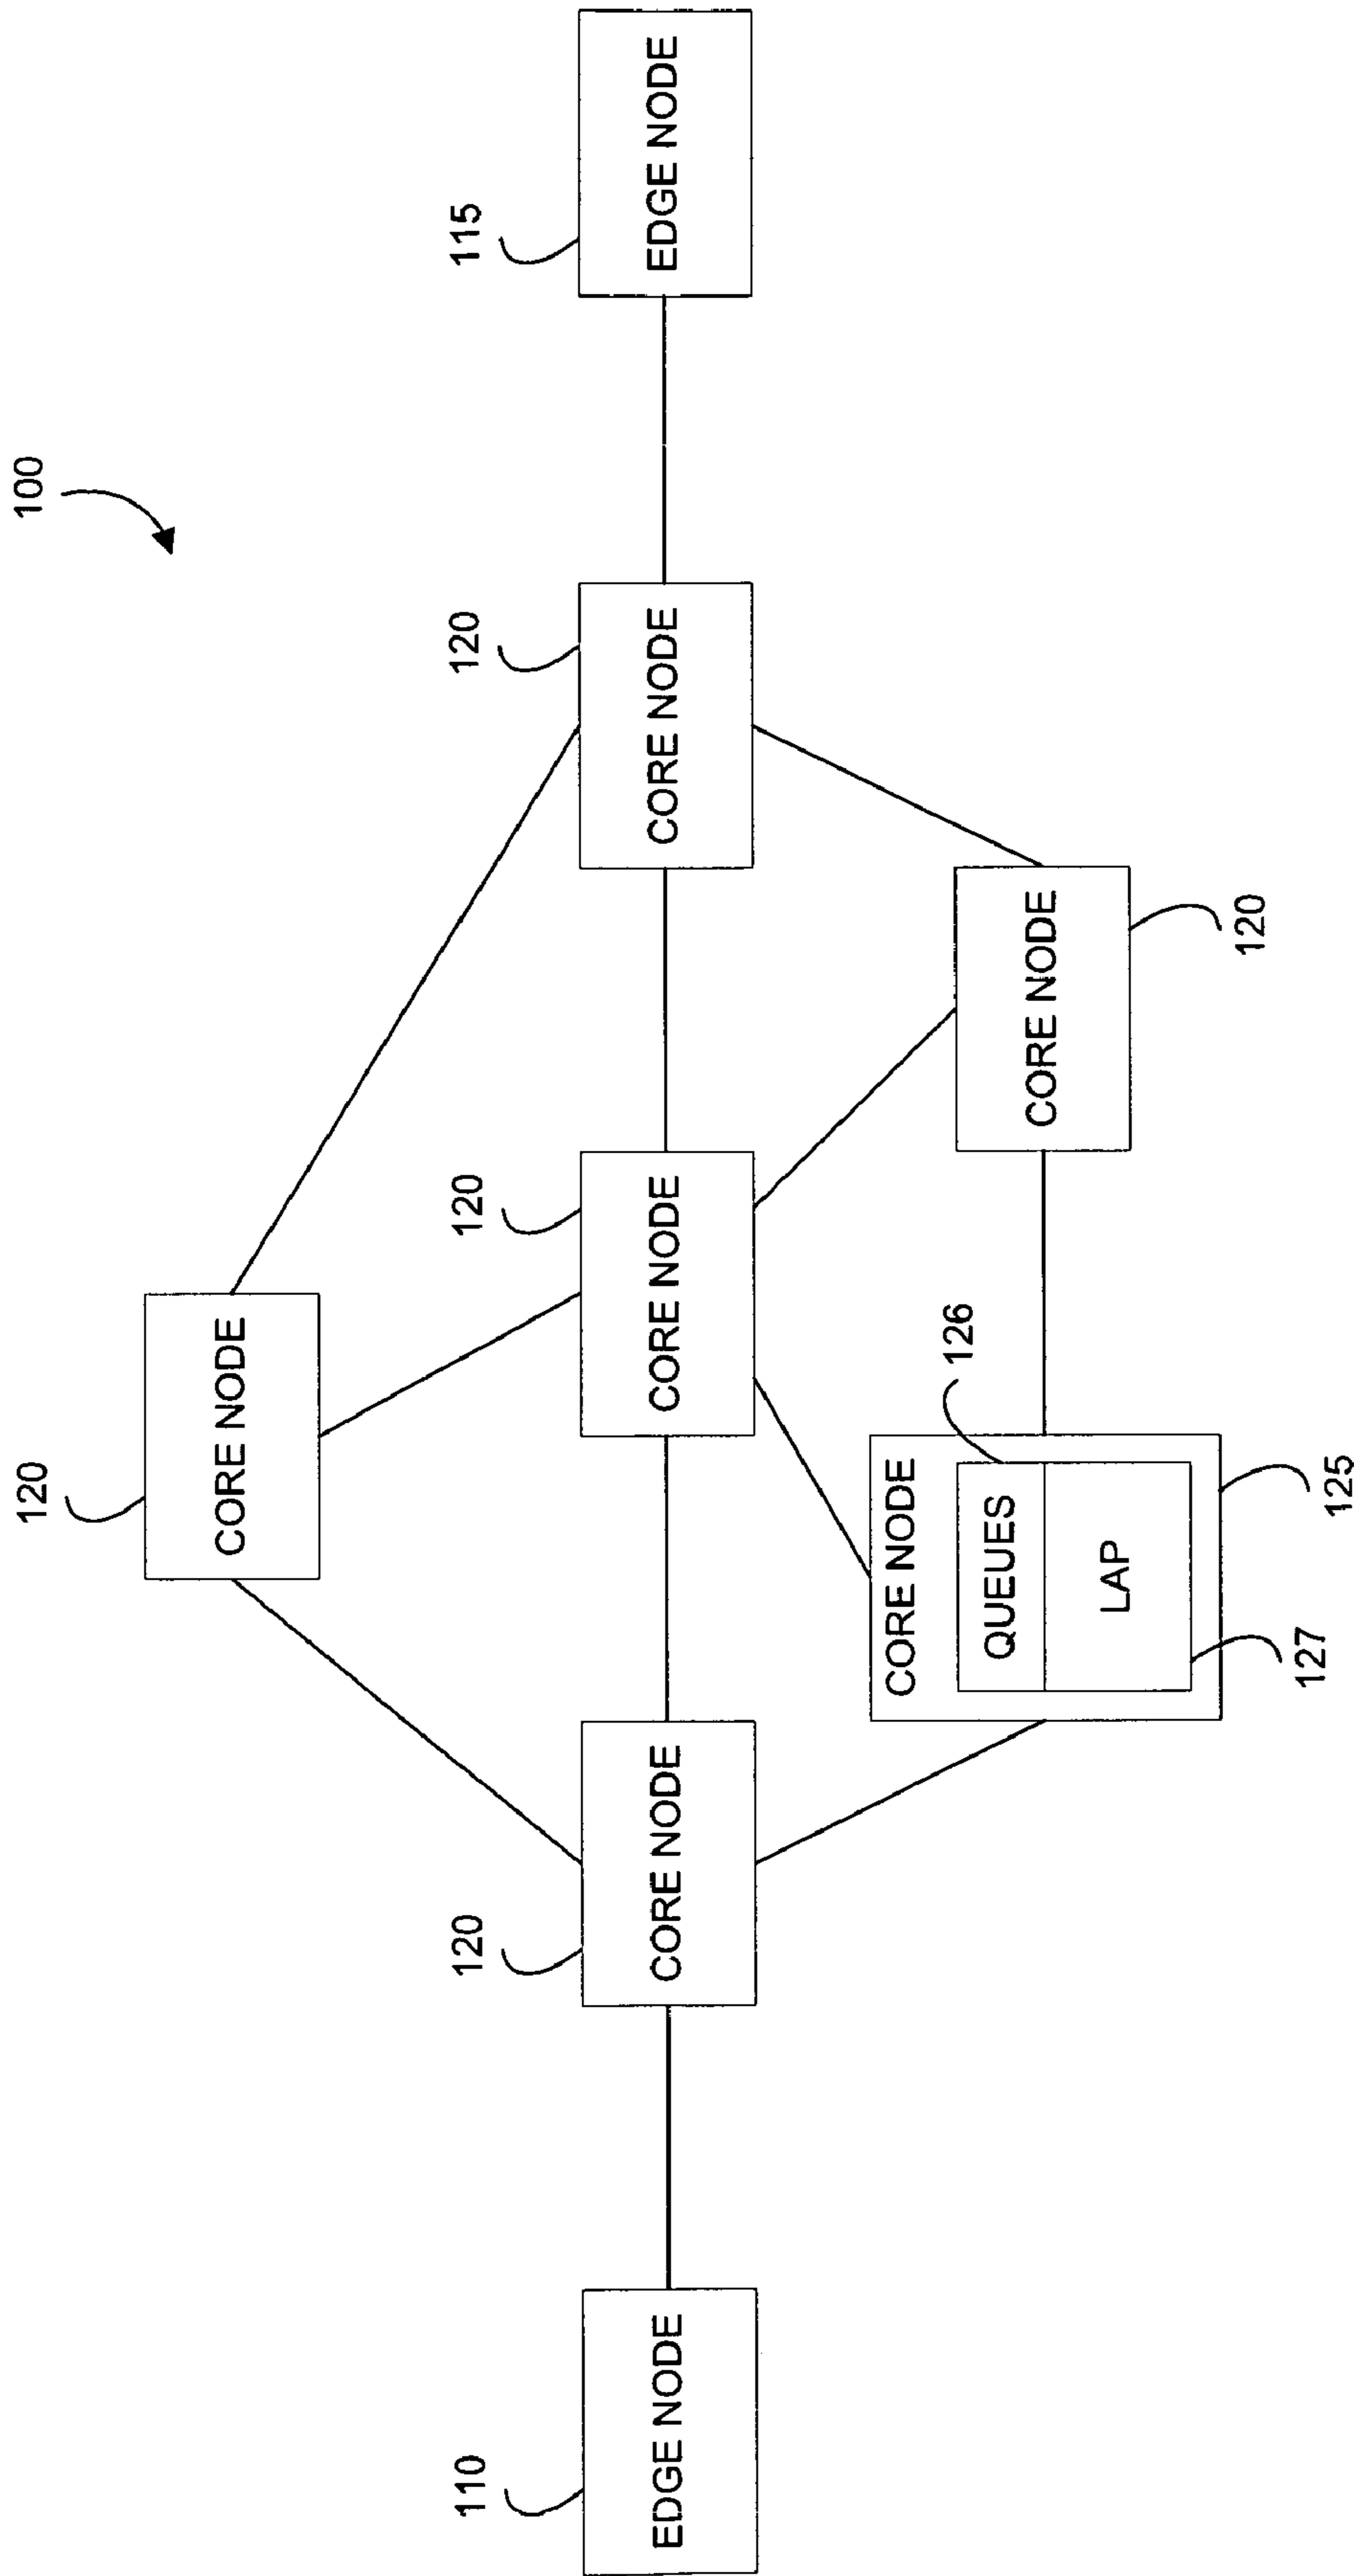 100
120
CORE NODE
110
EDGE NODE
120
CORE NODE
120
CORE NODE
120
CORE NODE
115
EDGE NODE
CORE NODE
QUEUES
LAP
126
127
125
CORE NODE
120